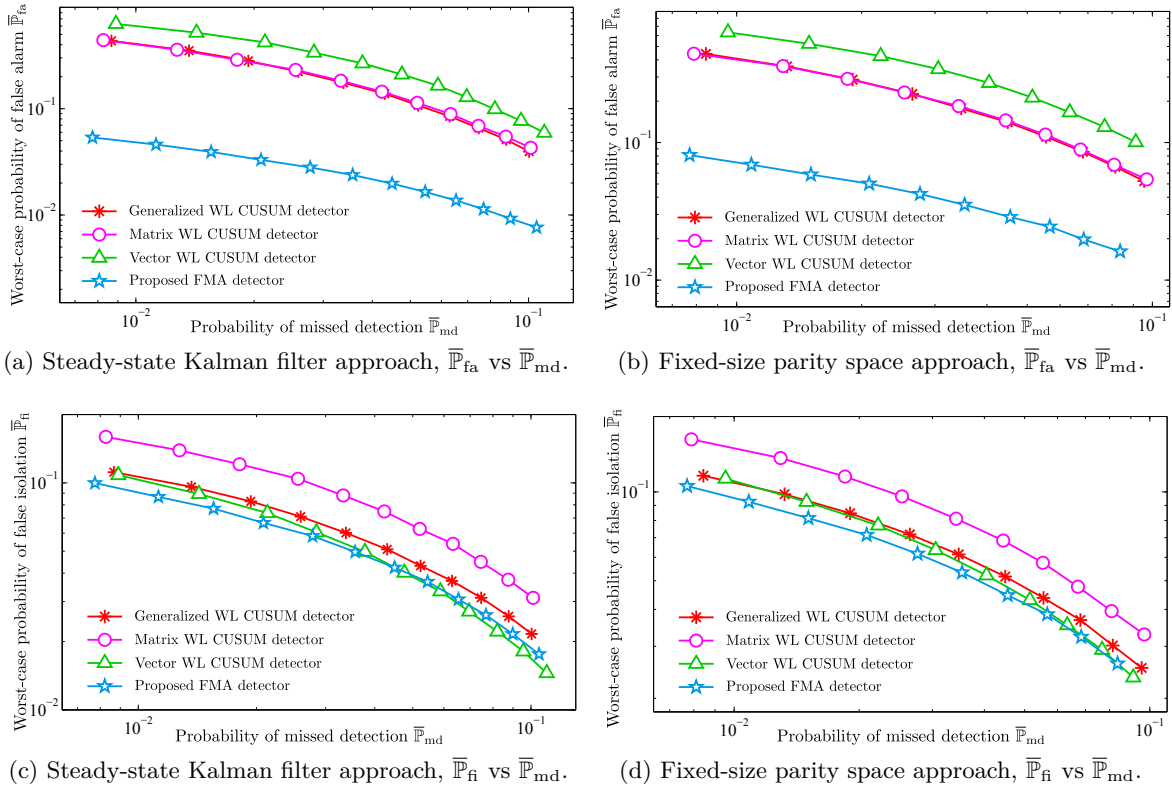 Worst-case probability of false alarm ℙ̅fa
10⁻¹
10⁻²
Generalized WL CUSUM detector
Matrix WL CUSUM detector
Vector WL CUSUM detector
Proposed FMA detector
10⁻²
10⁻¹
Probability of missed detection ℙ̅md
(a) Steady-state Kalman filter approach, ℙ̅fa vs ℙ̅md.
Worst-case probability of false alarm ℙ̅fa
10⁻¹
10⁻²
Generalized WL CUSUM detector
Matrix WL CUSUM detector
Vector WL CUSUM detector
Proposed FMA detector
10⁻²
10⁻¹
Probability of missed detection ℙ̅md
(b) Fixed-size parity space approach, ℙ̅fa vs ℙ̅md.
Worst-case probability of false isolation ℙ̅fi
10⁻¹
10⁻²
Generalized WL CUSUM detector
Matrix WL CUSUM detector
Vector WL CUSUM detector
Proposed FMA detector
10⁻²
10⁻¹
Probability of missed detection ℙ̅md
(c) Steady-state Kalman filter approach, ℙ̅fi vs ℙ̅md.
Worst-case probability of false isolation ℙ̅fi
10⁻¹
Generalized WL CUSUM detector
Matrix WL CUSUM detector
Vector WL CUSUM detector
Proposed FMA detector
10⁻²
10⁻¹
Probability of missed detection ℙ̅md
(d) Fixed-size parity space approach, ℙ̅fi vs ℙ̅md.